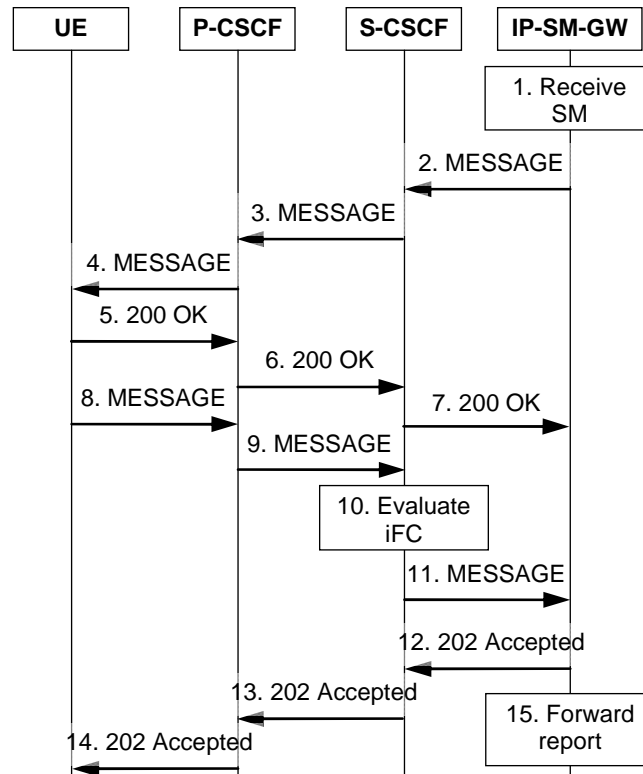 UE
P-CSCF
S-CSCF
IP-SM-GW
1. Receive
SM
2. MESSAGE
3. MESSAGE
4. MESSAGE
5. 200 OK
6. 200 OK
8. MESSAGE
7. 200 OK
9. MESSAGE
10. Evaluate
iFC
11. MESSAGE
12. 202 Accepted
13. 202 Accepted
15. Forward
report
14. 202 Accepted